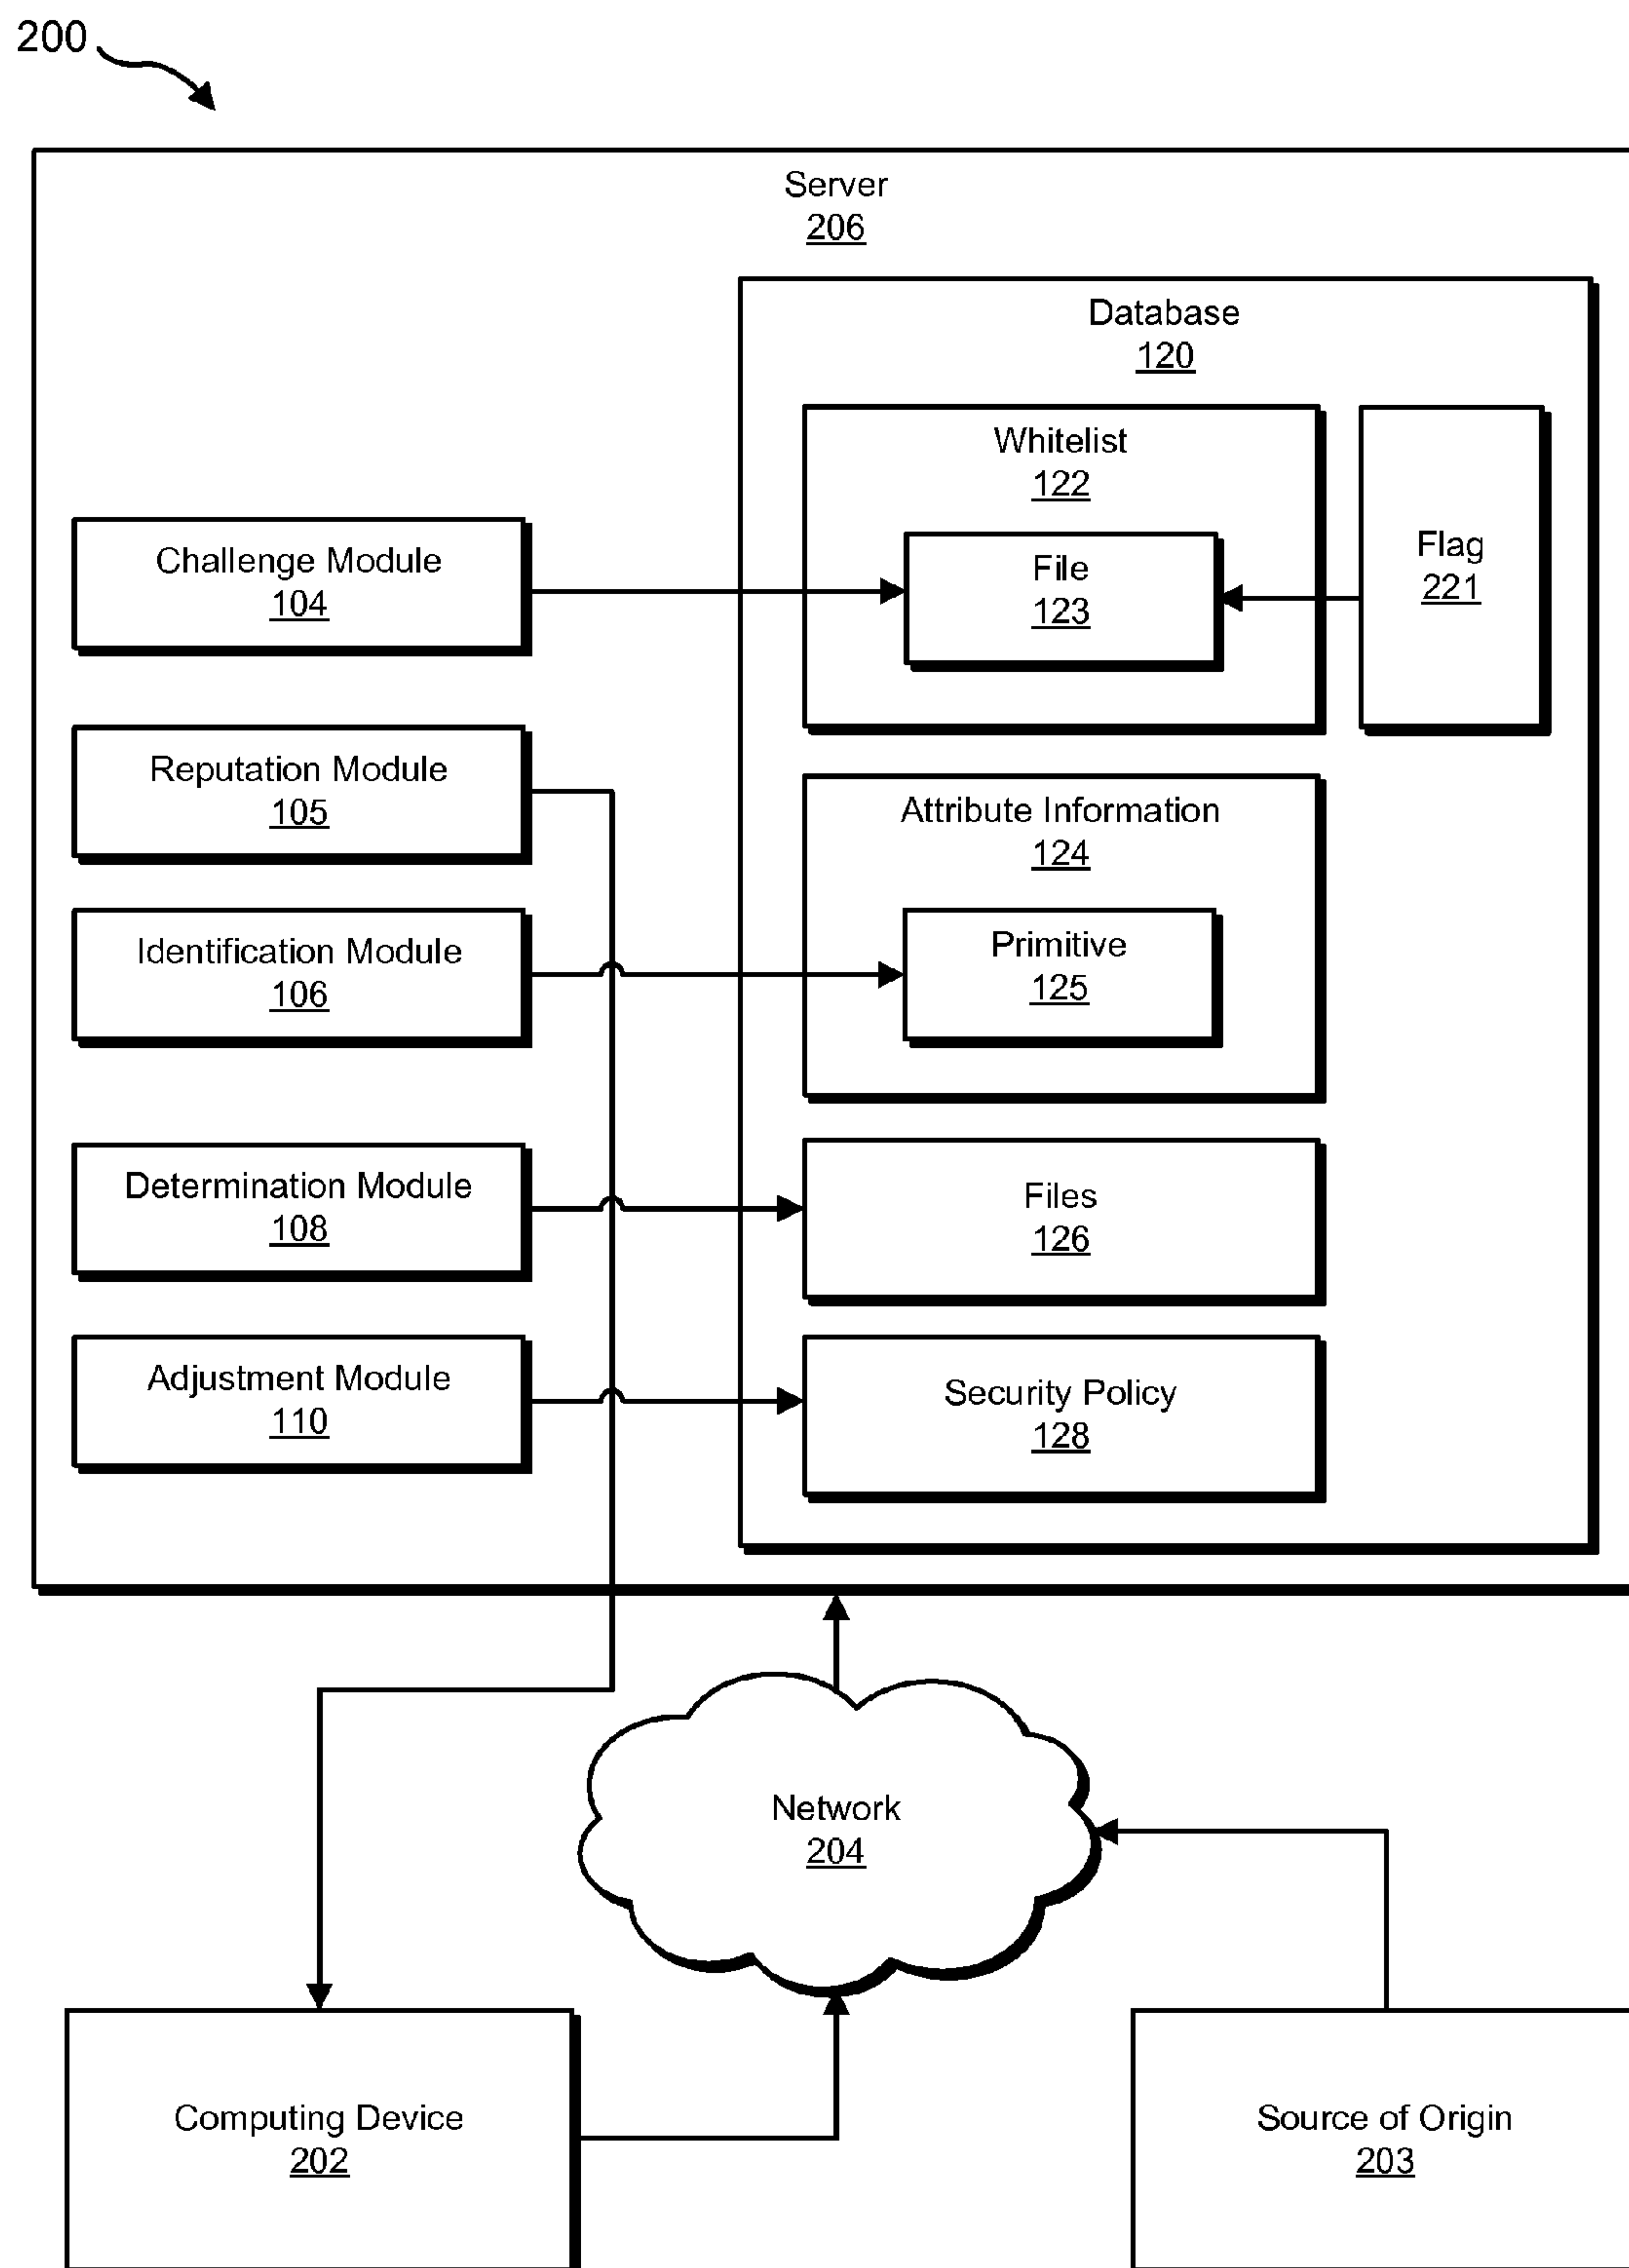 200
Server
206
Database
120
Whitelist
122
File
123
Flag
221
Challenge Module
104
Reputation Module
105
Attribute Information
124
Primitive
125
Identification Module
106
Determination Module
108
Files
126
Adjustment Module
110
Security Policy
128
Network
204
Computing Device
202
Source of Origin
203